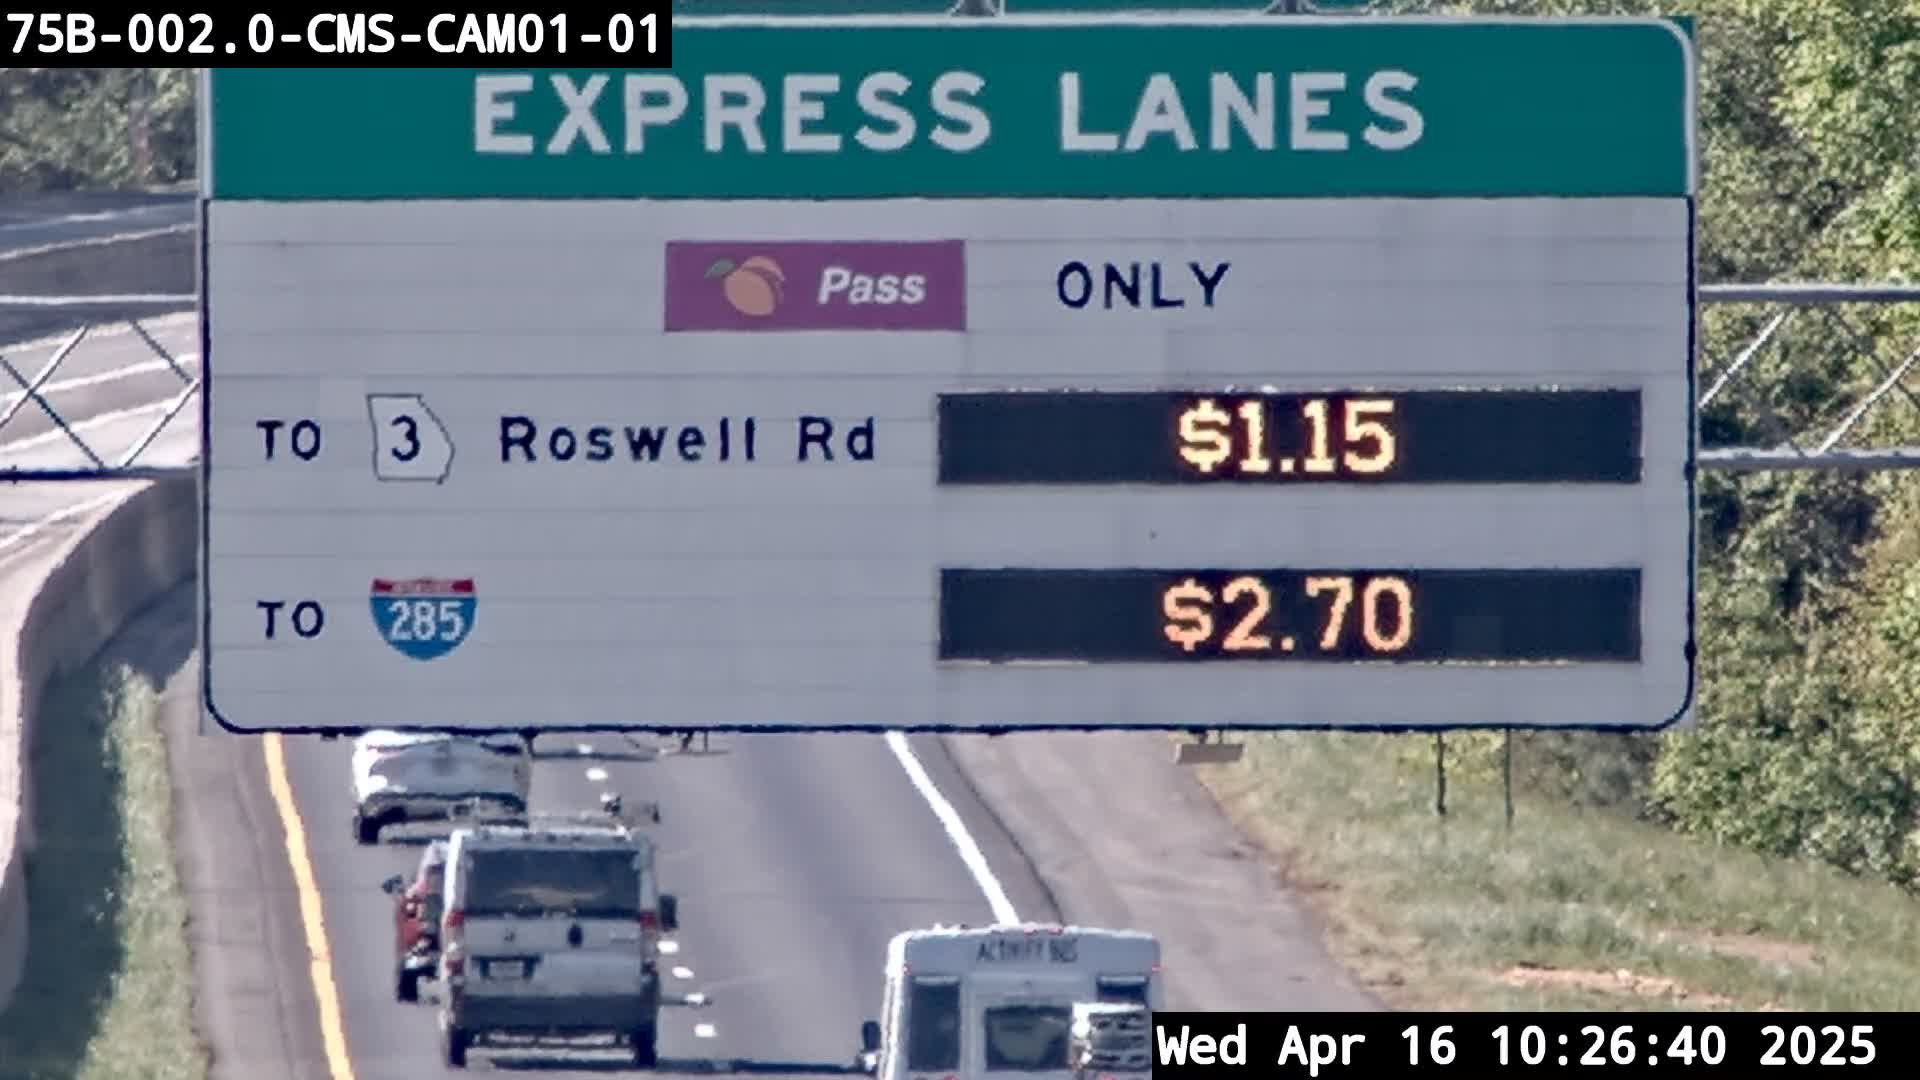 75B-002.0-CMS-CAM01-01
EXPRESS LANES
Pass ONLY
TO 3 Roswell Rd $1.15
TO 285 $2.70
ACTIVITY BUS
Wed Apr 16 10:26:40 2025